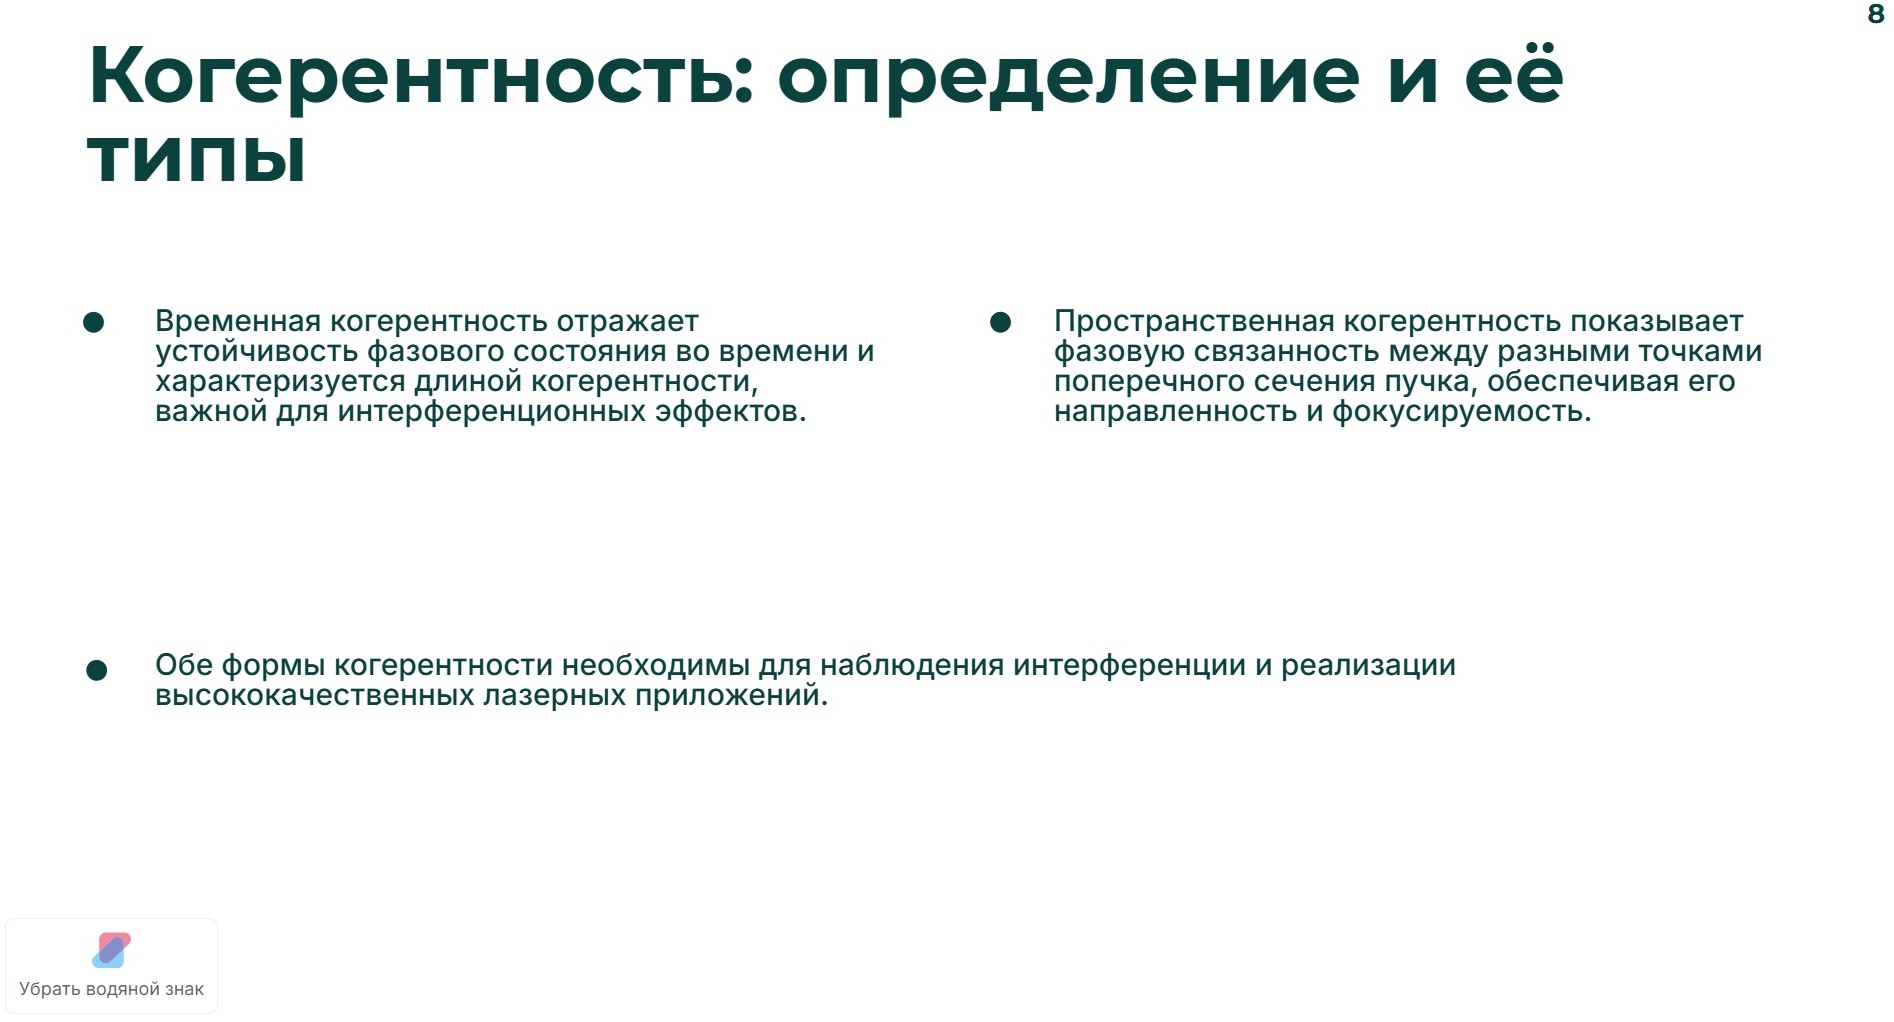 8
Когерентность: определение и её
типы
Временная когерентность отражает
устойчивость фазового состояния во времени и
характеризуется длиной когерентности,
важной для интерференционных эффектов.
Пространственная когерентность показывает
фазовую связанность между разными точками
поперечного сечения пучка, обеспечивая его
направленность и фокусируемость.
Обе формы когерентности необходимы для наблюдения интерференции и реализации
высококачественных лазерных приложений.
Убрать водяной знак